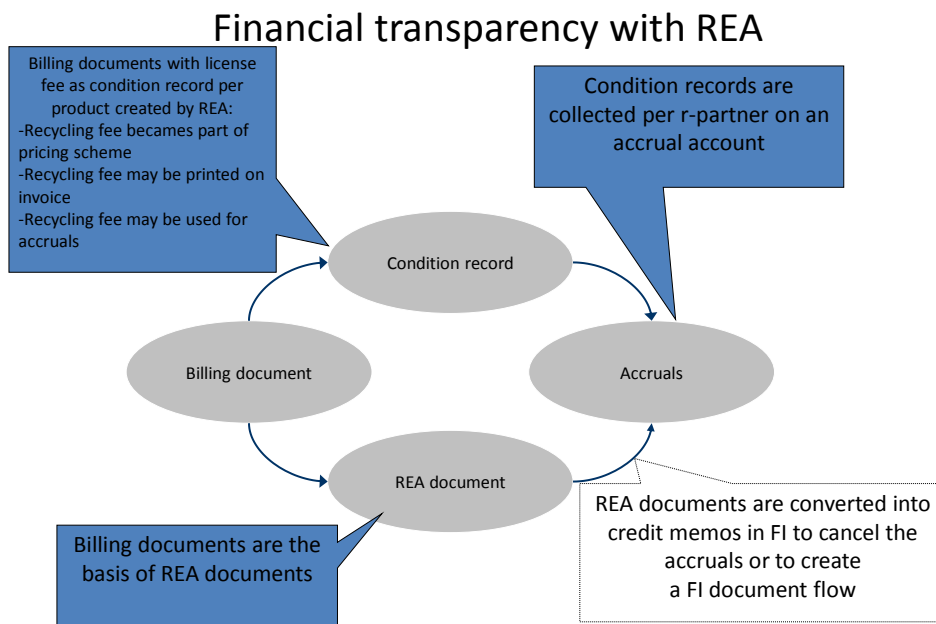 Financial transparency with REA
Billing documents with license
fee as condition record per
product created by REA:
-Recycling fee becames part of
pricing scheme
-Recycling fee may be printed on
invoice
-Recycling fee may be used for
accruals
Condition records are
collected per r-partner on an
accrual account
Condition record
Billing document
Accruals
REA document
Billing documents are the
basis of REA documents
REA documents are converted into
credit memos in FI to cancel the
accruals or to create
a FI document flow